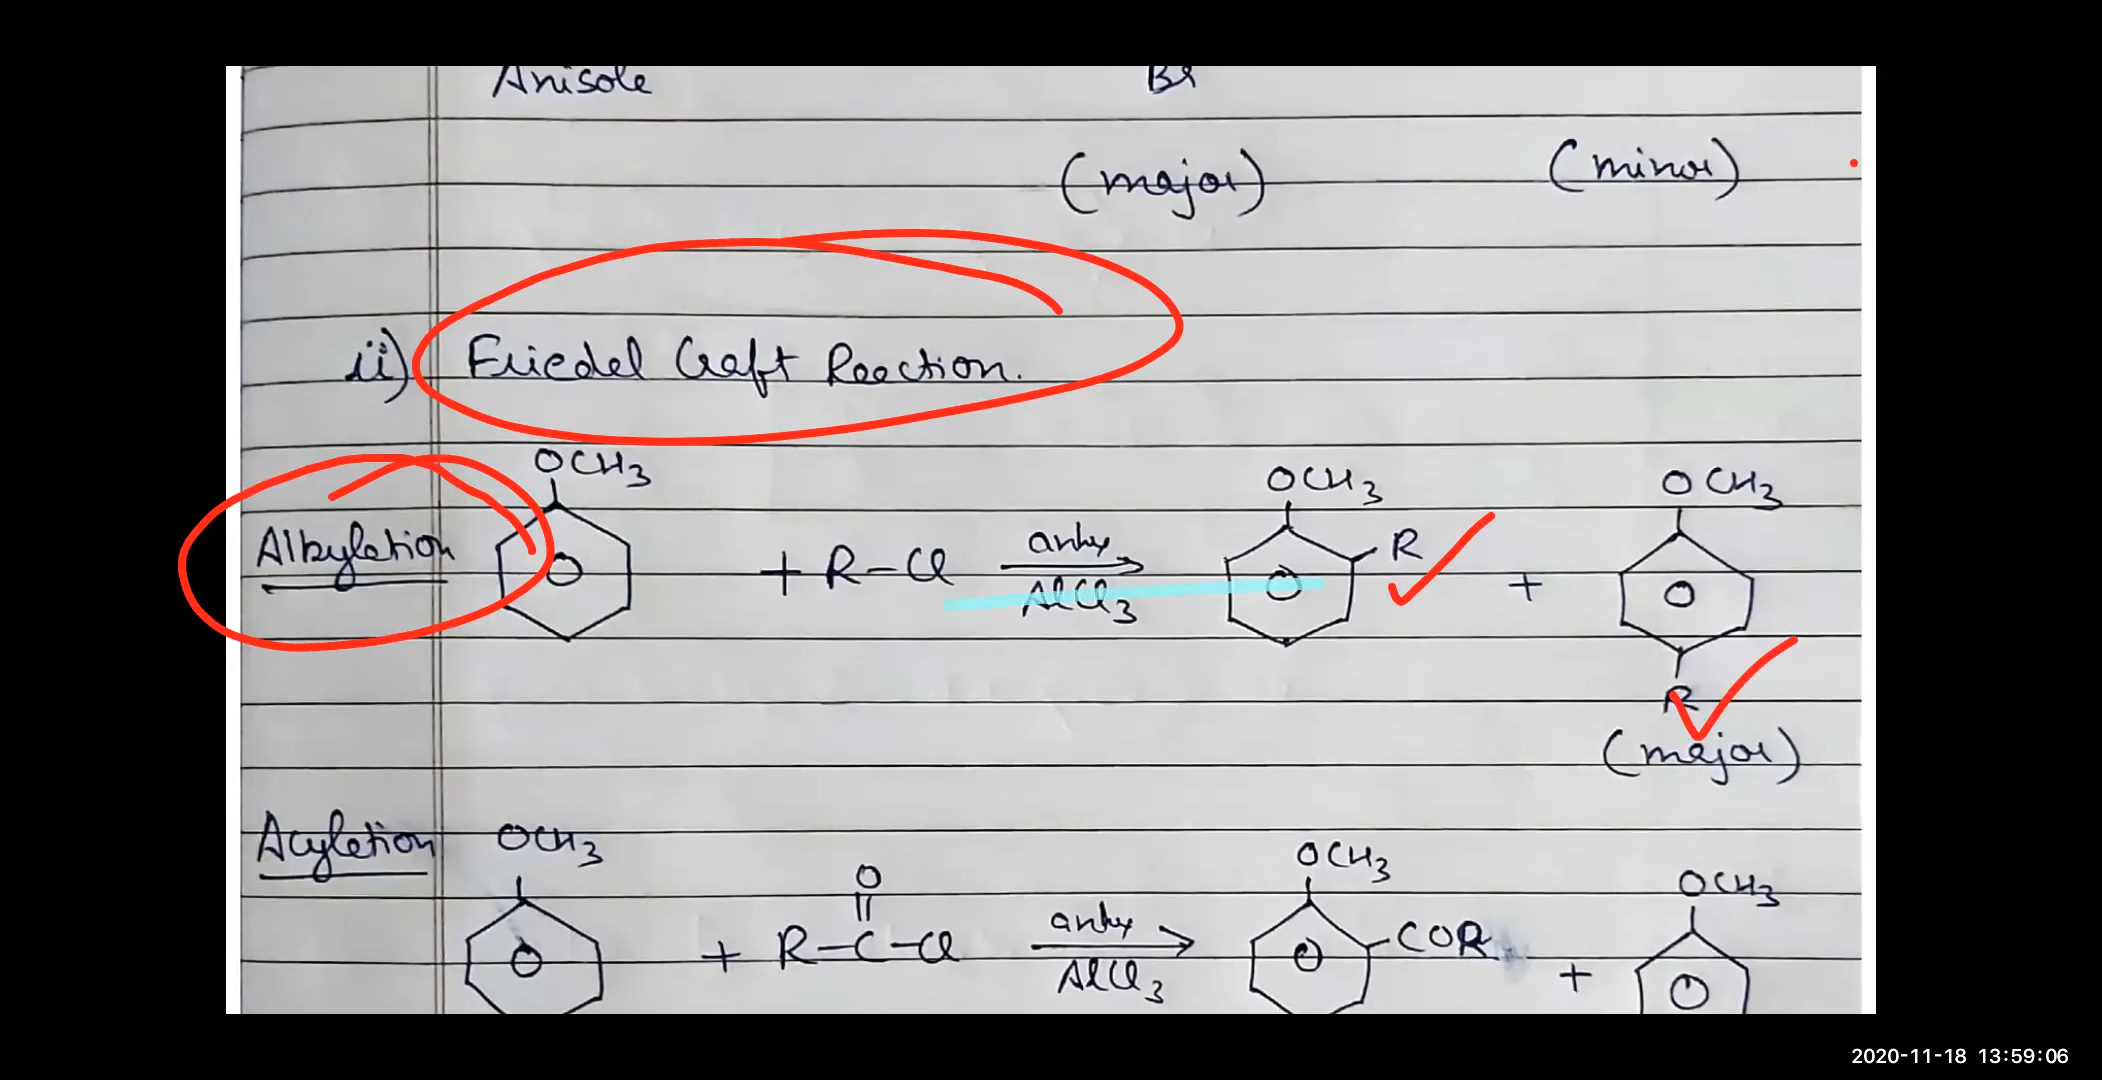 Anisole Br
(major) (minor)
ii) Friedel Craft Reaction.
OCH3 OCH3 OCH3
Alkylation + R-Cl anhy AlCl3 R +
R
(major)
Acylation OCH3 OCH3 OCH3
O
+ R-C-Cl anhy AlCl3 COR +
2020-11-18 13:59:06